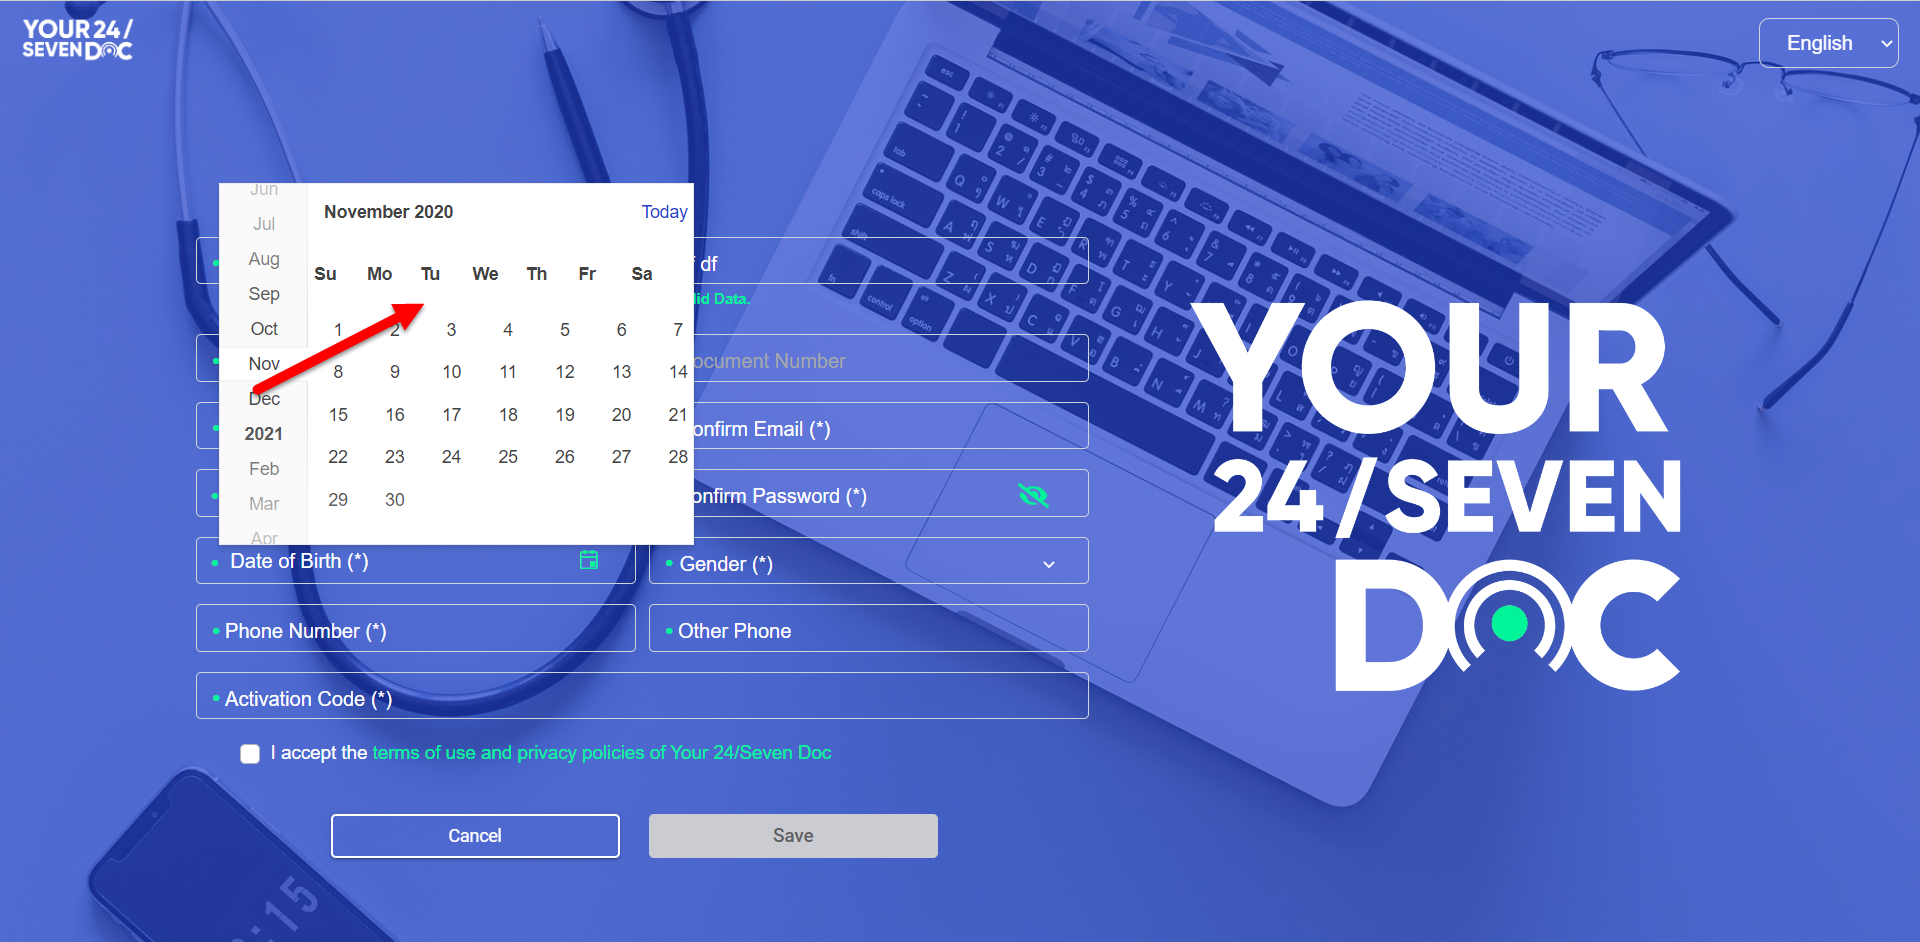 YOUR 24/
SEVEN DOC
English
Jun
Jul
Aug
Sep
Oct
Nov
Dec
2021
Feb
Mar
Apr
November 2020
Today
Su Mo Tu We Th Fr Sa
1 2 3 4 5 6 7
8 9 10 11 12 13 14
15 16 17 18 19 20 21
22 23 24 25 26 27 28
29 30
df
lid Data.
ocument Number
onfirm Email (*)
onfirm Password (*)
Date of Birth (*)
Gender (*)
Phone Number (*)
Other Phone
Activation Code (*)
I accept the terms of use and privacy policies of Your 24/Seven Doc
Cancel
Save
YOUR
24/SEVEN
DOC
:15